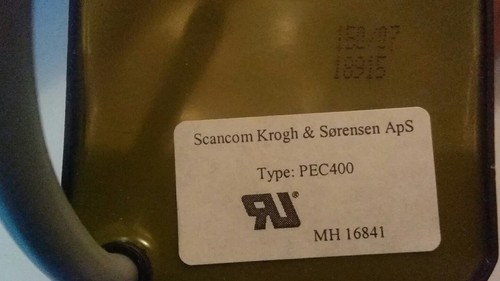 150/07
18915
Scancom Krogh & Sørensen ApS
Type: PEC400
MH 16841